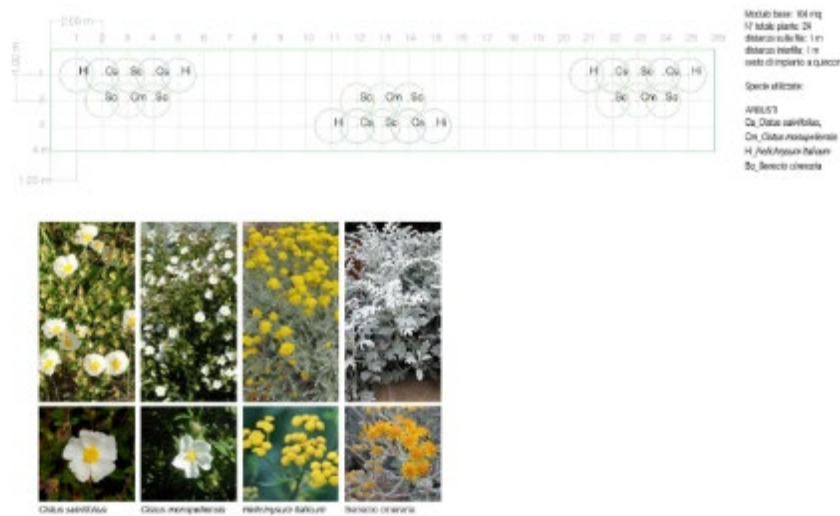 2.00 m
1.00 m
1 2 3 4 5 6 7 8 9 10 11 12 13 14 15 16 17 18 19 20 21 22 23 24 25 26
Hi Cs Sc Cs Hi
Sc Cm Sc
Sc Cm Sc
Hi Cs Sc Cs Hi
Hi Cs Sc Cs Hi
Sc Cm Sc
1
2
3
4 m
1.00 m
Modulo base: 104 mq
N° totale piante: 24
distanza sulla fila: 1 m
distanza interfila: 1 m
sesto di impianto a quincon
Specie utilizzate:
ARBUSTI
Cs_Cistus salvifolius,
Cm_Cistus monspeliensis
Hi_Helichrysum italicum
Sc_Senecio cineraria
Cistus salvifolius
Cistus monspeliensis
Helichrysum italicum
Senecio cineraria